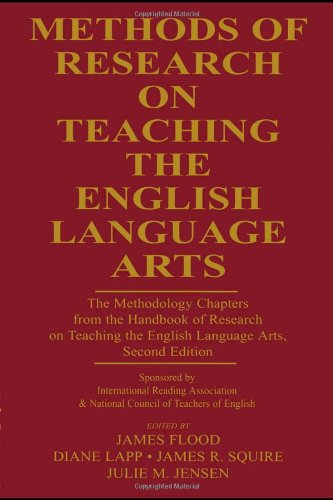 METHODS OF
RESEARCH
ON
TEACHING
THE
ENGLISH
LANGUAGE
ARTS
The Methodology Chapters
from the Handbook of Research
on Teaching the English Language Arts,
Second Edition
Sponsored by
International Reading Association
& National Council of Teachers of English
EDITED BY
JAMES FLOOD
DIANE LAPP • JAMES R. SQUIRE
JULIE M. JENSEN